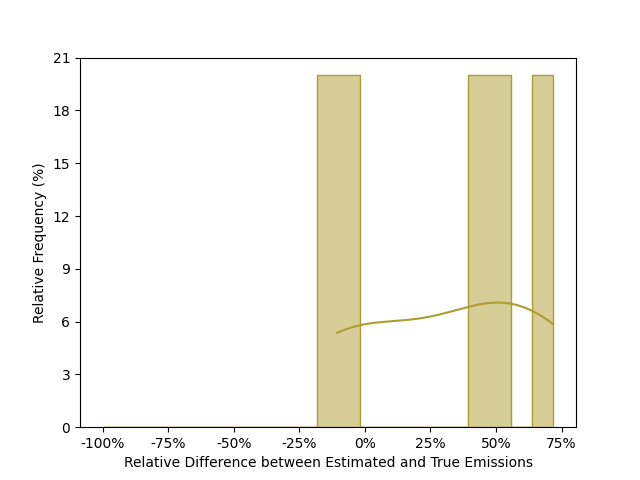 21
18
15
12
9
6
3
0
Relative Frequency (%)
-100% -75% -50% -25% 0% 25% 50% 75%
Relative Difference between Estimated and True Emissions